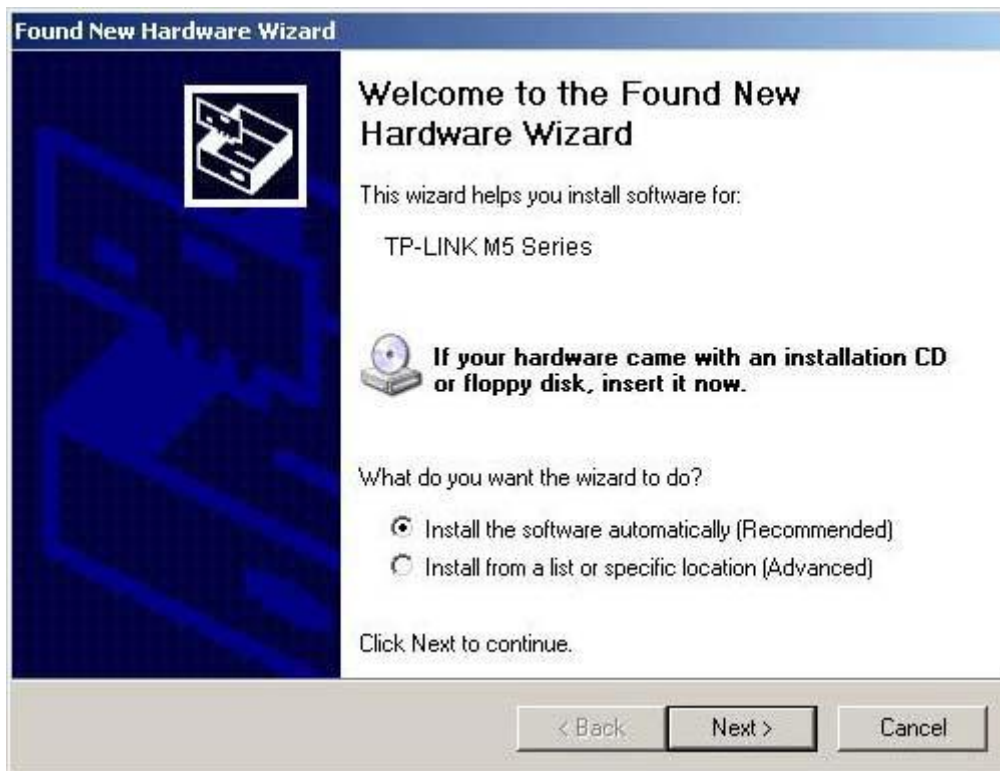 Found New Hardware Wizard
Welcome to the Found New
Hardware Wizard
This wizard helps you install software for:
TP-LINK M5 Series
If your hardware came with an installation CD
or floppy disk, insert it now.
What do you want the wizard to do?
Install the software automatically (Recommended)
Install from a list or specific location (Advanced)
Click Next to continue.
< Back
Next >
Cancel